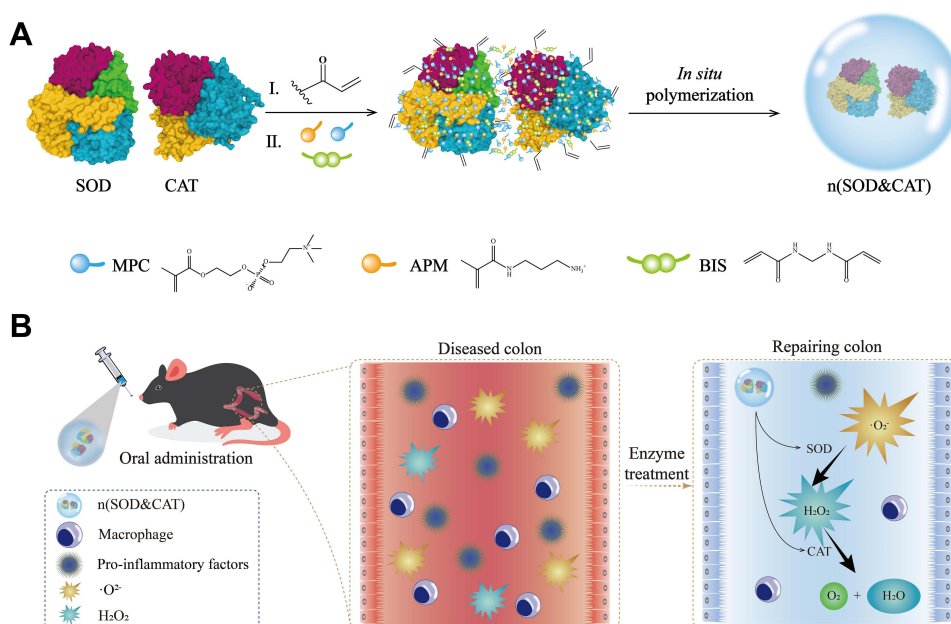 A
I.
II.
O
SOD
CAT
In situ
polymerization
n(SOD&CAT)
MPC
O
O
O
P
O
O
O
N+
-
APM
O
N
H
NH₃⁺
BIS
H
N
H
N
O
O
B
Oral administration
Diseased colon
Enzyme
treatment
Repairing colon
SOD
·O₂⁻
H₂O₂
CAT
O₂ + H₂O
n(SOD&CAT)
Macrophage
Pro-inflammatory factors
·O²⁻
H₂O₂